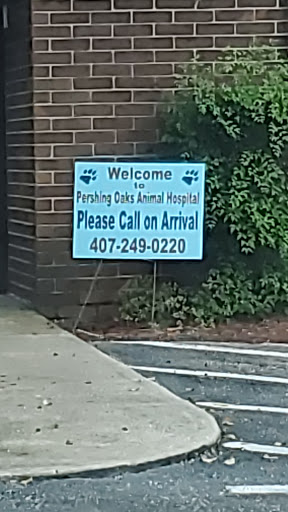 Welcome
to
Pershing Oaks Animal Hospital
Please Call on Arrival
407-249-0220